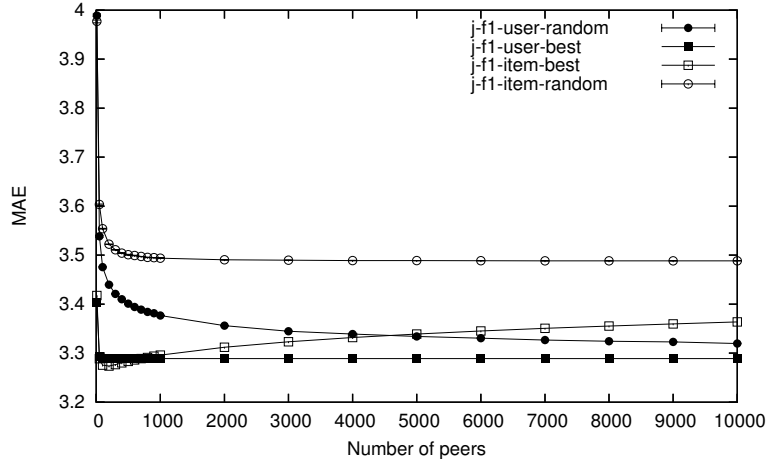 4
3.9
3.8
3.7
3.6
3.5
3.4
3.3
3.2
MAE
j-f1-user-random
j-f1-user-best
j-f1-item-best
j-f1-item-random
0 1000 2000 3000 4000 5000 6000 7000 8000 9000 10000
Number of peers